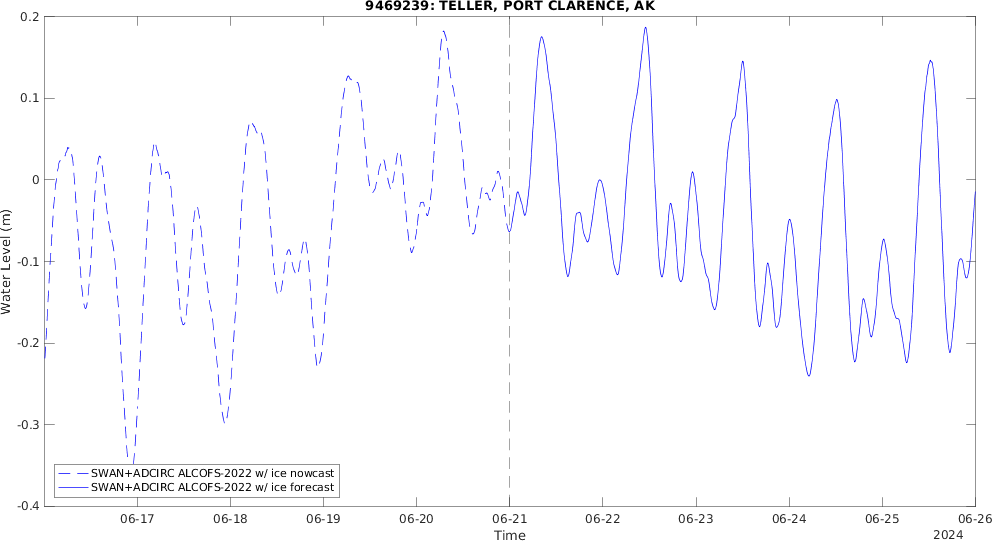 9469239: TELLER, PORT CLARENCE, AK
0.2
0.1
0
-0.1
-0.2
-0.3
-0.4
Water Level (m)
SWAN+ADCIRC ALCOFS-2022 w/ ice nowcast
SWAN+ADCIRC ALCOFS-2022 w/ ice forecast
06-17 06-18 06-19 06-20 06-21 06-22 06-23 06-24 06-25 06-26
Time
2024